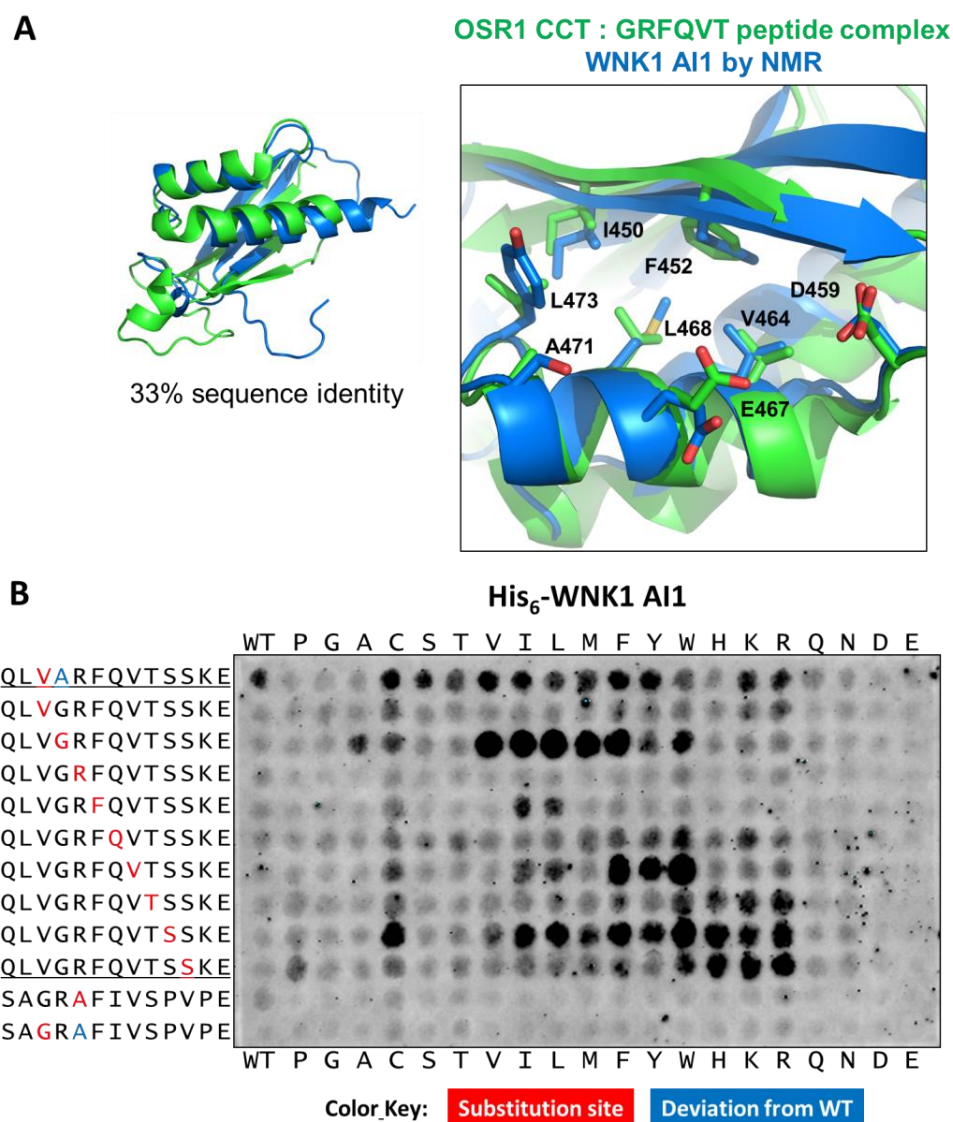 A
OSR1 CCT : GRFQVT peptide complex
WNK1 AI1 by NMR
33% sequence identity
I450
F452
D459
L473
L468
V464
A471
E467
B
His6-WNK1 AI1
WT P G A C S T V I L M F Y W H K R Q N D E
QLVARFQVTSSKE
QLVGRFQVTSSKE
QLVGRFQVTSSKE
QLVGRFQVTSSKE
QLVGRFQVTSSKE
QLVGRFQVTSSKE
QLVGRFQVTSSKE
QLVGRFQVTSSKE
QLVGRFQVTSSKE
QLVGRFQVTSSKE
SAGRAFIVSPVPE
SAGRAFIVSPVPE
WT P G A C S T V I L M F Y W H K R Q N D E
Color Key: Substitution site Deviation from WT